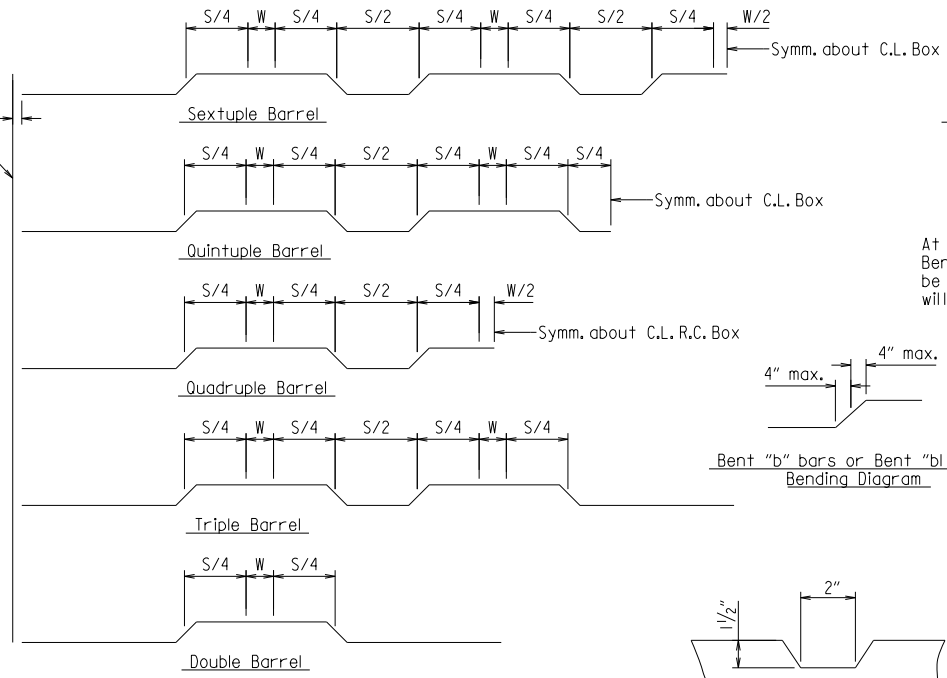 S/4 W S/4 S/2 S/4 W S/4 S/2 S/4 W/2
Symm. about C.L. Box
Sextuple Barrel
S/4 W S/4 S/2 S/4 W S/4 S/4
Symm. about C.L. Box
Quintuple Barrel
At
Ben
be
will
S/4 W S/4 S/2 S/4 W/2
Symm. about C.L. R.C. Box
Quadruple Barrel
4" max.
4" max.
Bent "b" bars or Bent "bl
Bending Diagram
S/4 W S/4 S/2 S/4 W S/4
Triple Barrel
S/4 W S/4
Double Barrel
2"
1½"